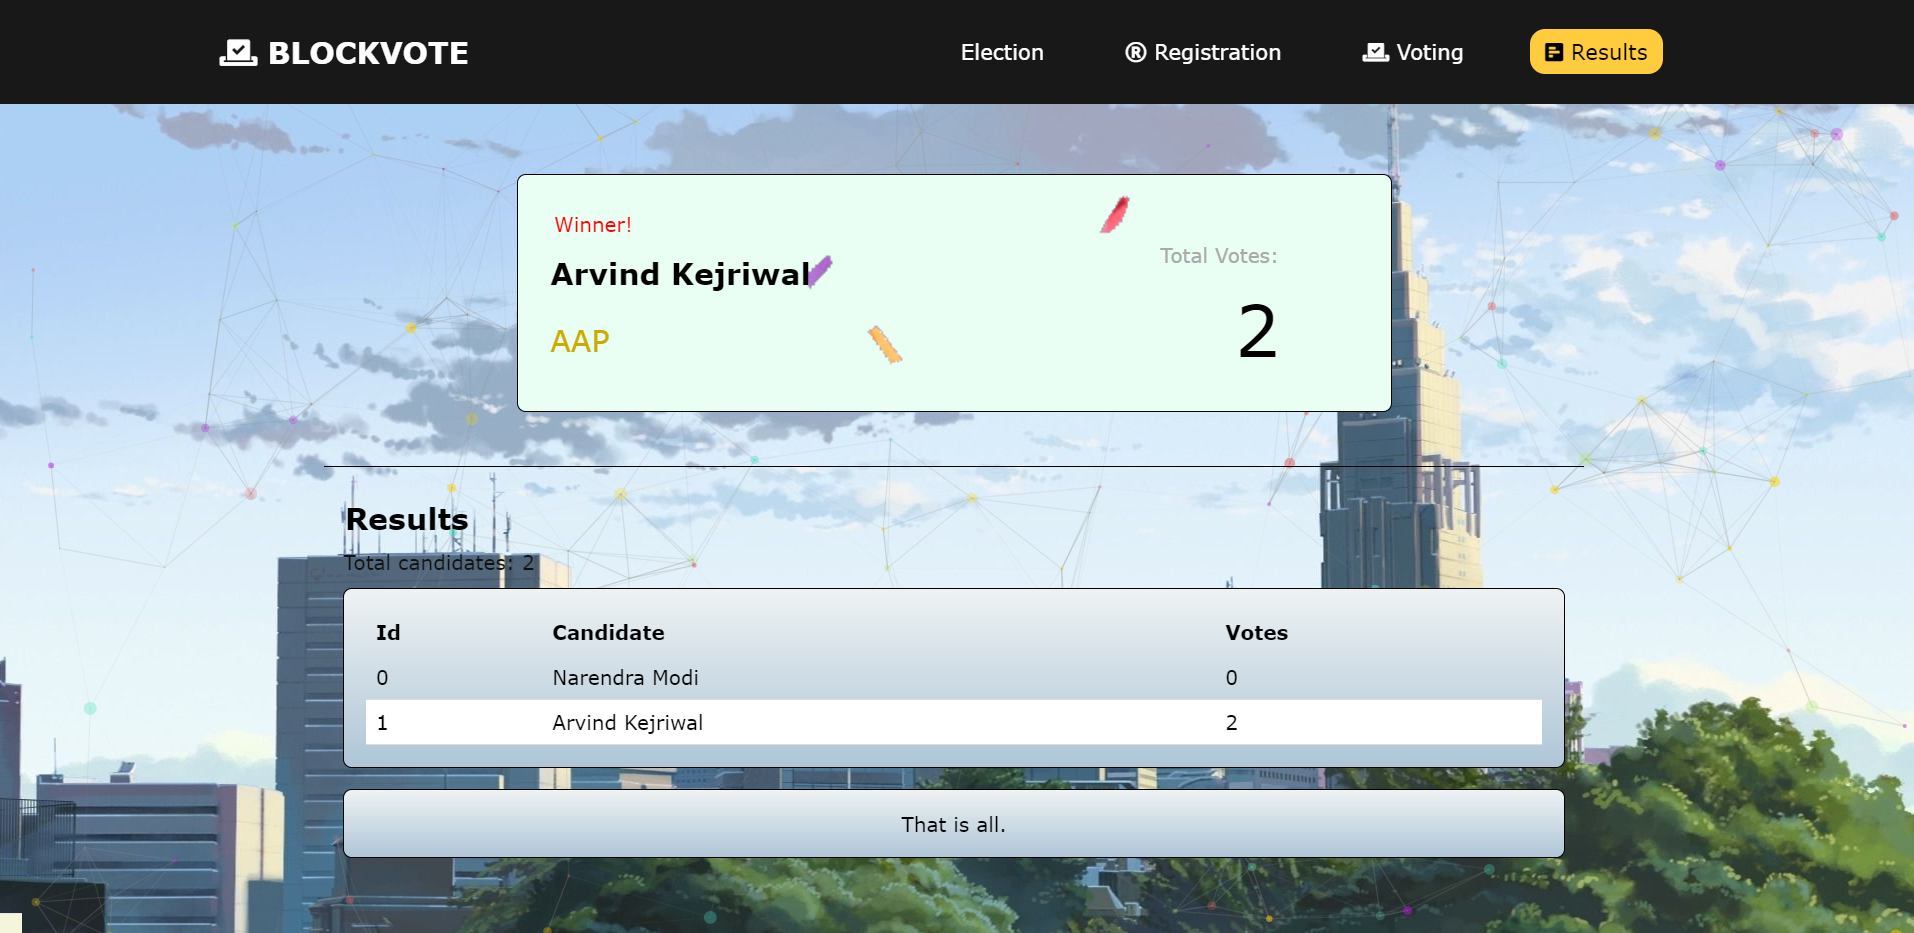 BLOCKVOTE Election Registration Voting Results
Winner!
Arvind Kejriwal
AAP
Total Votes:
2
Results
Total candidates: 2
Id Candidate Votes
0 Narendra Modi 0
1 Arvind Kejriwal 2
That is all.